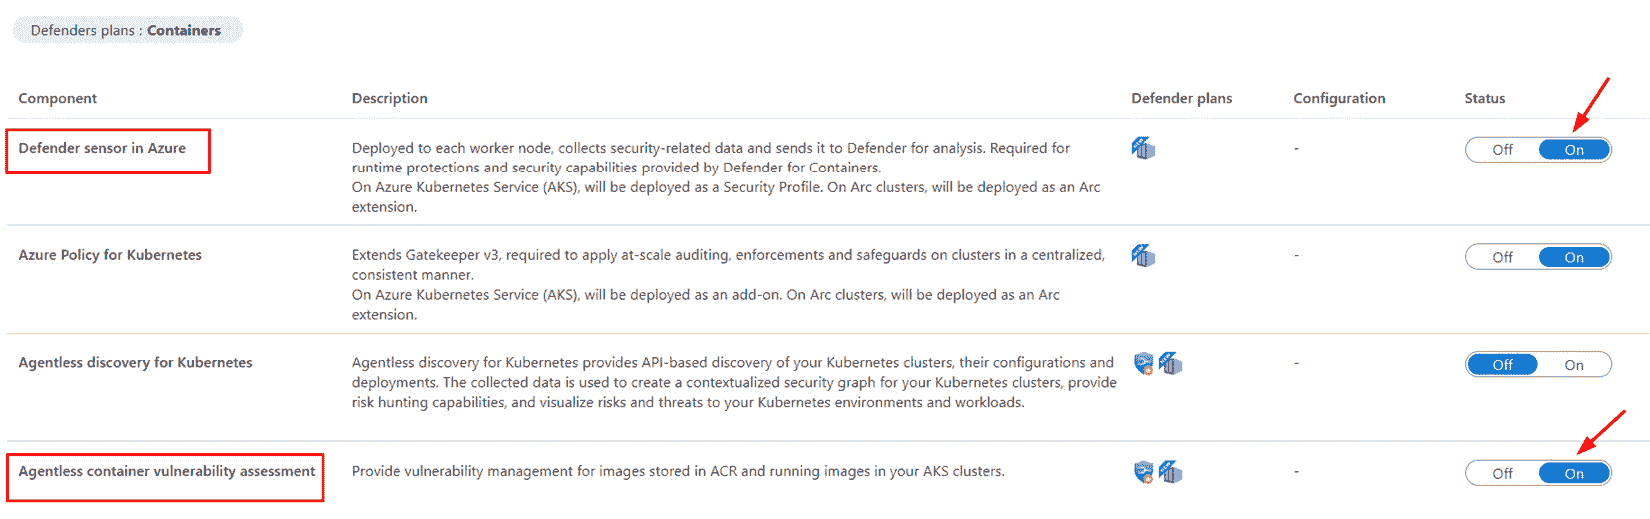 Defenders plans : Containers
Component Description Defender plans Configuration Status
Defender sensor in Azure Deployed to each worker node, collects security-related data and sends it to Defender for analysis. Required for - Off On
runtime protections and security capabilities provided by Defender for Containers.
On Azure Kubernetes Service (AKS), will be deployed as a Security Profile. On Arc clusters, will be deployed as an Arc
extension.
Azure Policy for Kubernetes Extends Gatekeeper v3, required to apply at-scale auditing, enforcements and safeguards on clusters in a centralized, - Off On
consistent manner.
On Azure Kubernetes Service (AKS), will be deployed as an add-on. On Arc clusters, will be deployed as an Arc
extension.
Agentless discovery for Kubernetes Agentless discovery for Kubernetes provides API-based discovery of your Kubernetes clusters, their configurations and - Off On
deployments. The collected data is used to create a contextualized security graph for your Kubernetes clusters, provide
risk hunting capabilities, and visualize risks and threats to your Kubernetes environments and workloads.
Agentless container vulnerability assessment Provide vulnerability management for images stored in ACR and running images in your AKS clusters. - Off On